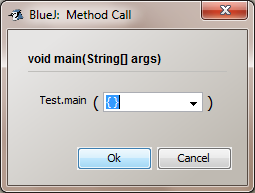 BlueJ: Method Call
void main(String[] args)
Test.main ( {} )
Ok Cancel